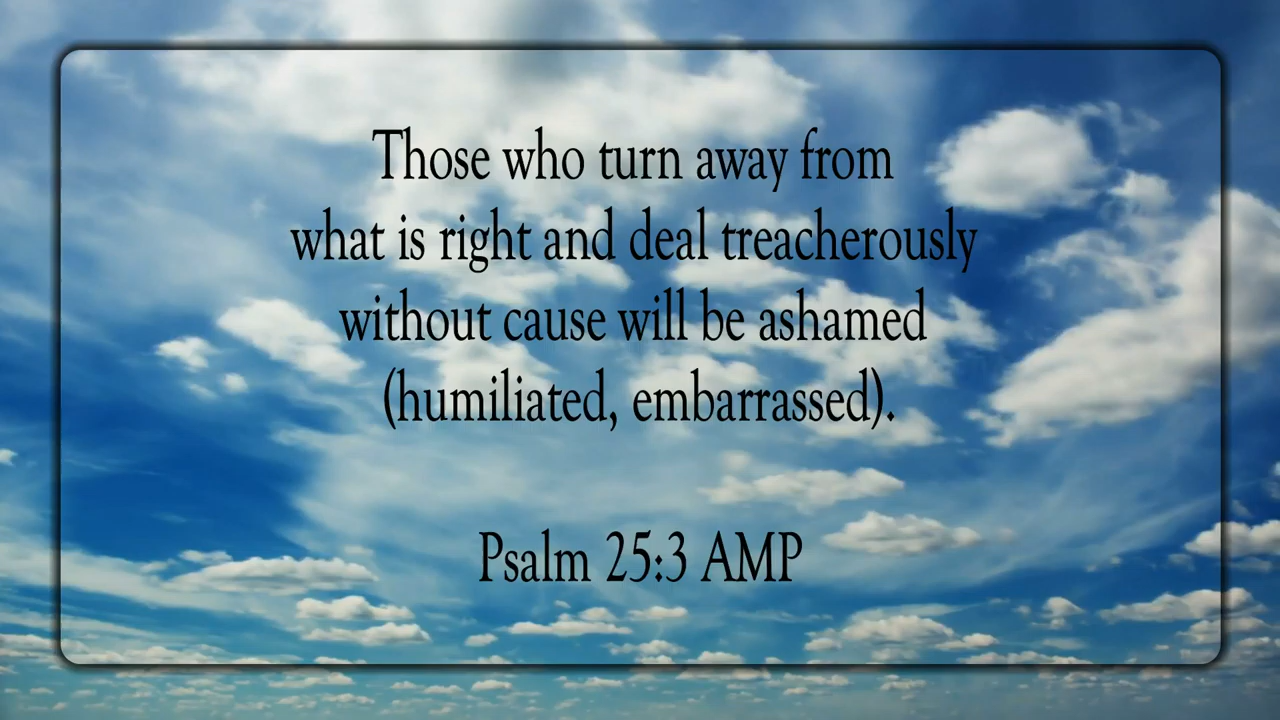 Those who turn away from
what is right and deal treacherously
without cause will be ashamed
(humiliated, embarrassed).
Psalm 25:3 AMP